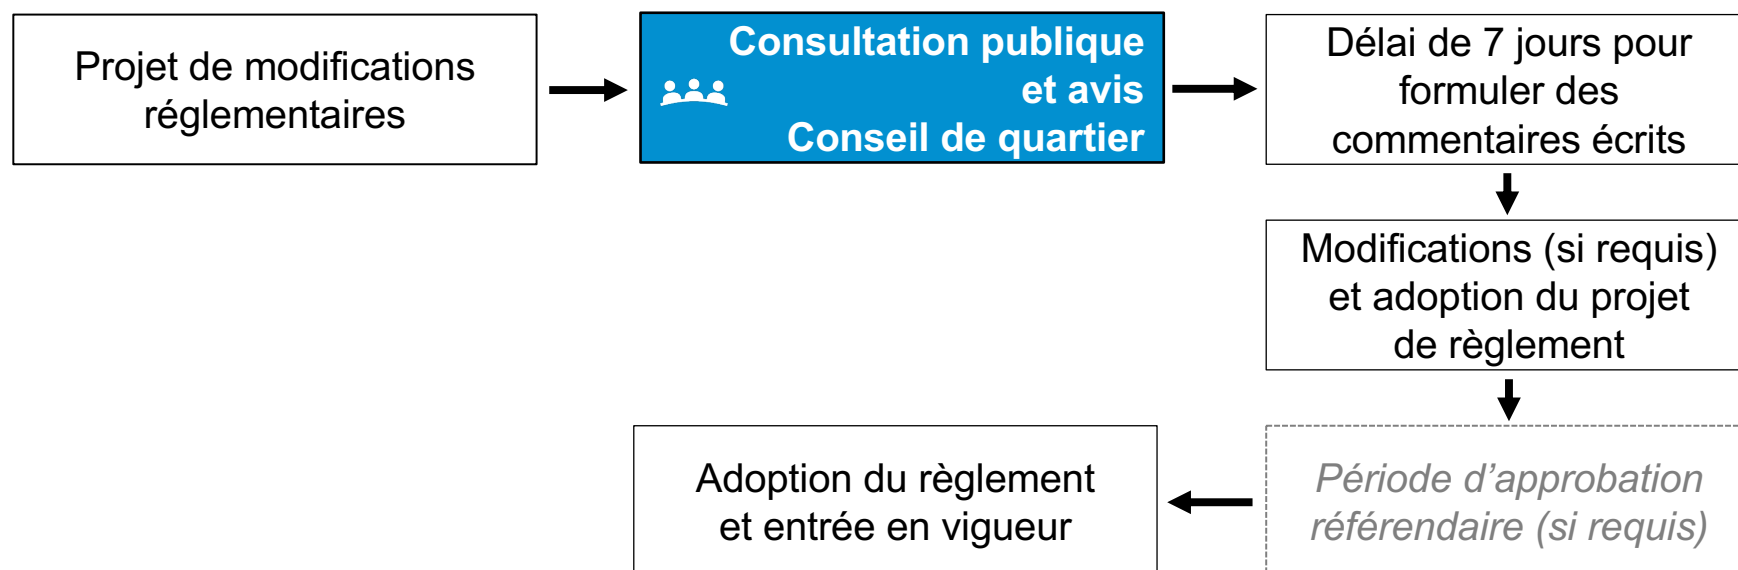 Projet de modifications
réglementaires
Consultation publique
et avis
Conseil de quartier
Délai de 7 jours pour
formuler des
commentaires écrits
Modifications (si requis)
et adoption du projet
de règlement
Période d’approbation
référendaire (si requis)
Adoption du règlement
et entrée en vigueur